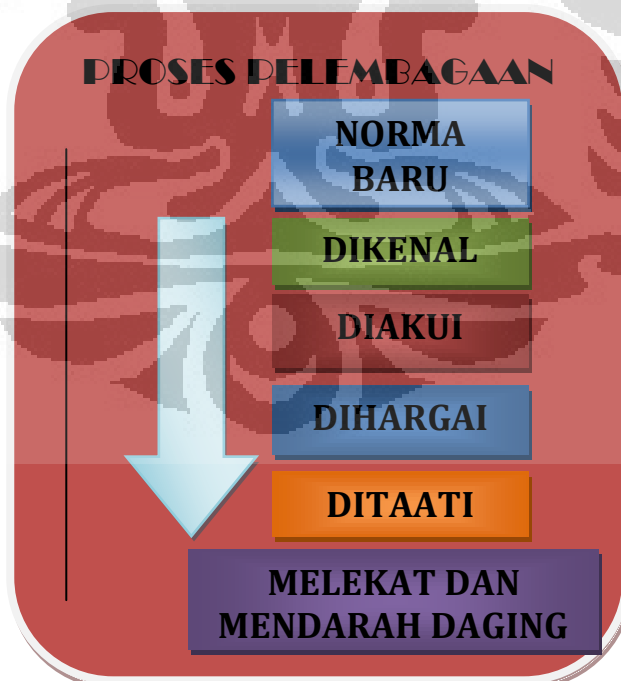 PROSES PELEMBAGAAN
NORMA
BARU
DIKENAL
DIAKUI
DIHARGAI
DITAATI
MELEKAT DAN
MENDARAH DAGING